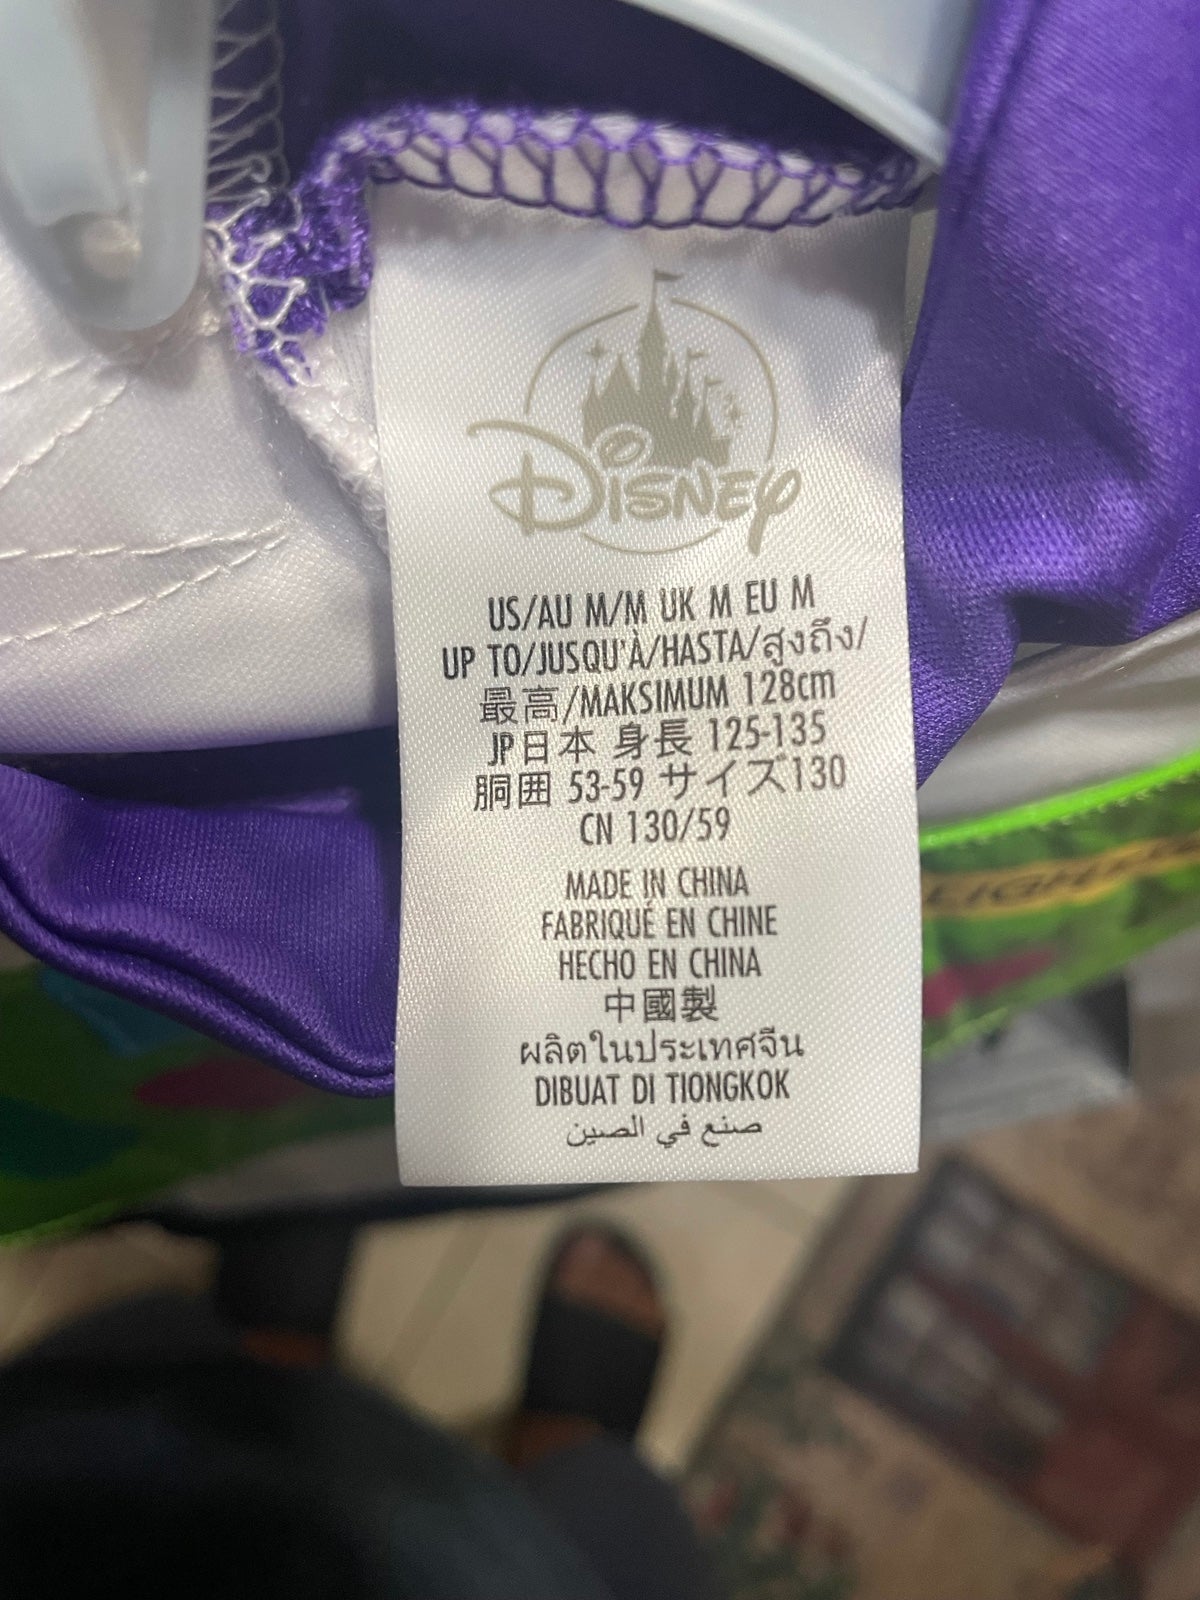 Disney
US/AU M/M UK M EU M
UP TO/JUSQU'À/HASTA/สูงถึง/
最高/MAKSIMUM 128cm
JP日本 身長 125-135
胴囲 53-59 サイズ130
CN 130/59
MADE IN CHINA
FABRIQUÉ EN CHINE
HECHO EN CHINA
中國製
ผลิตในประเทศจีน
DIBUAT DI TIONGKOK
صنع في الصين